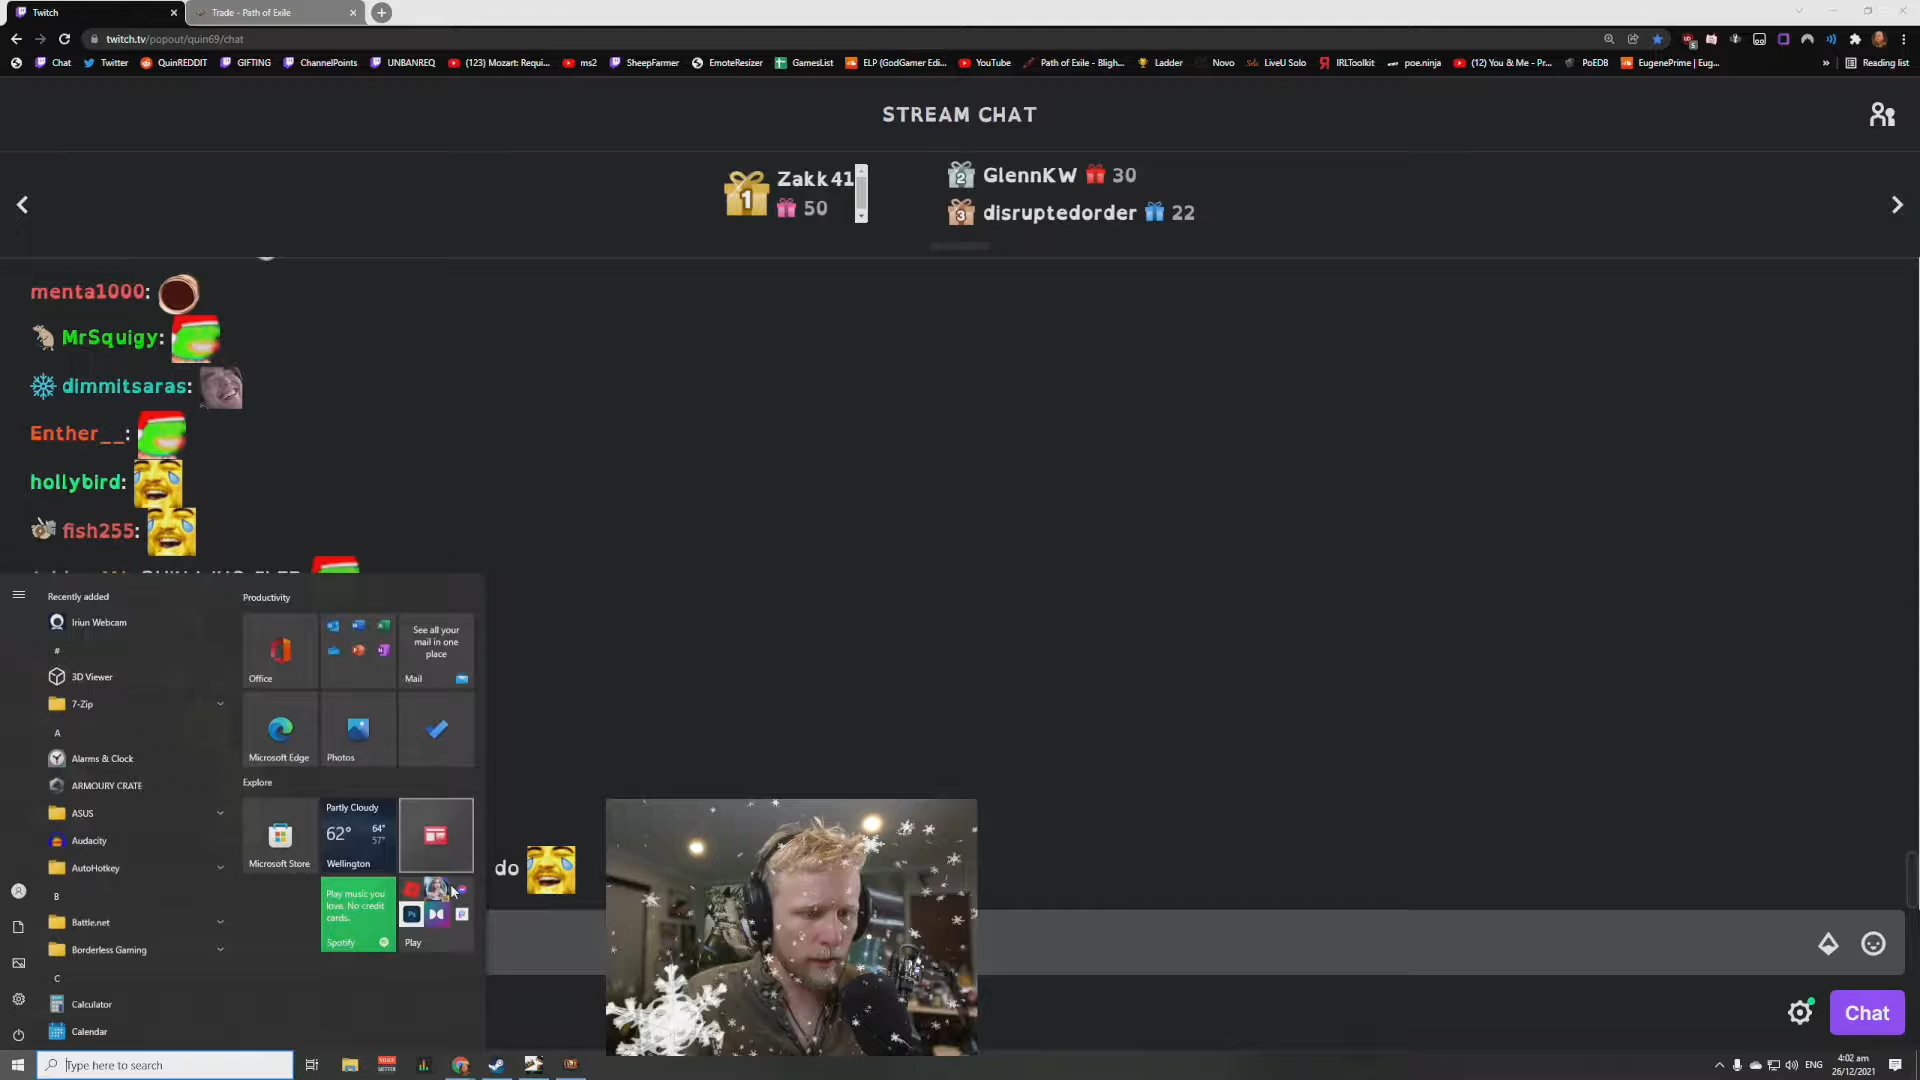 Twitch
Trade - Path of Exile
twitch.tv/popout/quin69/chat
Chat
Twitter
QuinREDDIT
GIFTING
ChannelPoints
UNBANREQ
(123) Mozart: Requi...
ms2
SheepFarmer
EmoteResizer
GamesList
ELP (GodGamer Edi...
YouTube
Path of Exile - Bligh...
Ladder
Novo
LiveU Solo
IRLToolkit
poe.ninja
(12) You & Me - Pr...
PoEDB
EugenePrime | Eug...
Reading list
STREAM CHAT
1
Zakk41
50
2
GlennKW
30
3
disruptedorder
22
menta1000:
MrSquigy:
dimmitsaras:
Enther__:
hollybird:
fish255:
do
Recently added
Iriun Webcam
#
3D Viewer
7-Zip
A
Alarms & Clock
ARMOURY CRATE
ASUS
Audacity
AutoHotkey
B
Battle.net
Borderless Gaming
C
Calculator
Calendar
Productivity
Office
See all your
mail in one
place
Mail
Microsoft Edge
Photos
Explore
Microsoft Store
Partly Cloudy
62°
64°
57°
Wellington
Play music you
love. No credit
cards.
Spotify
Ps
Play
Chat
Type here to search
ENG
4:02 am
26/12/2021